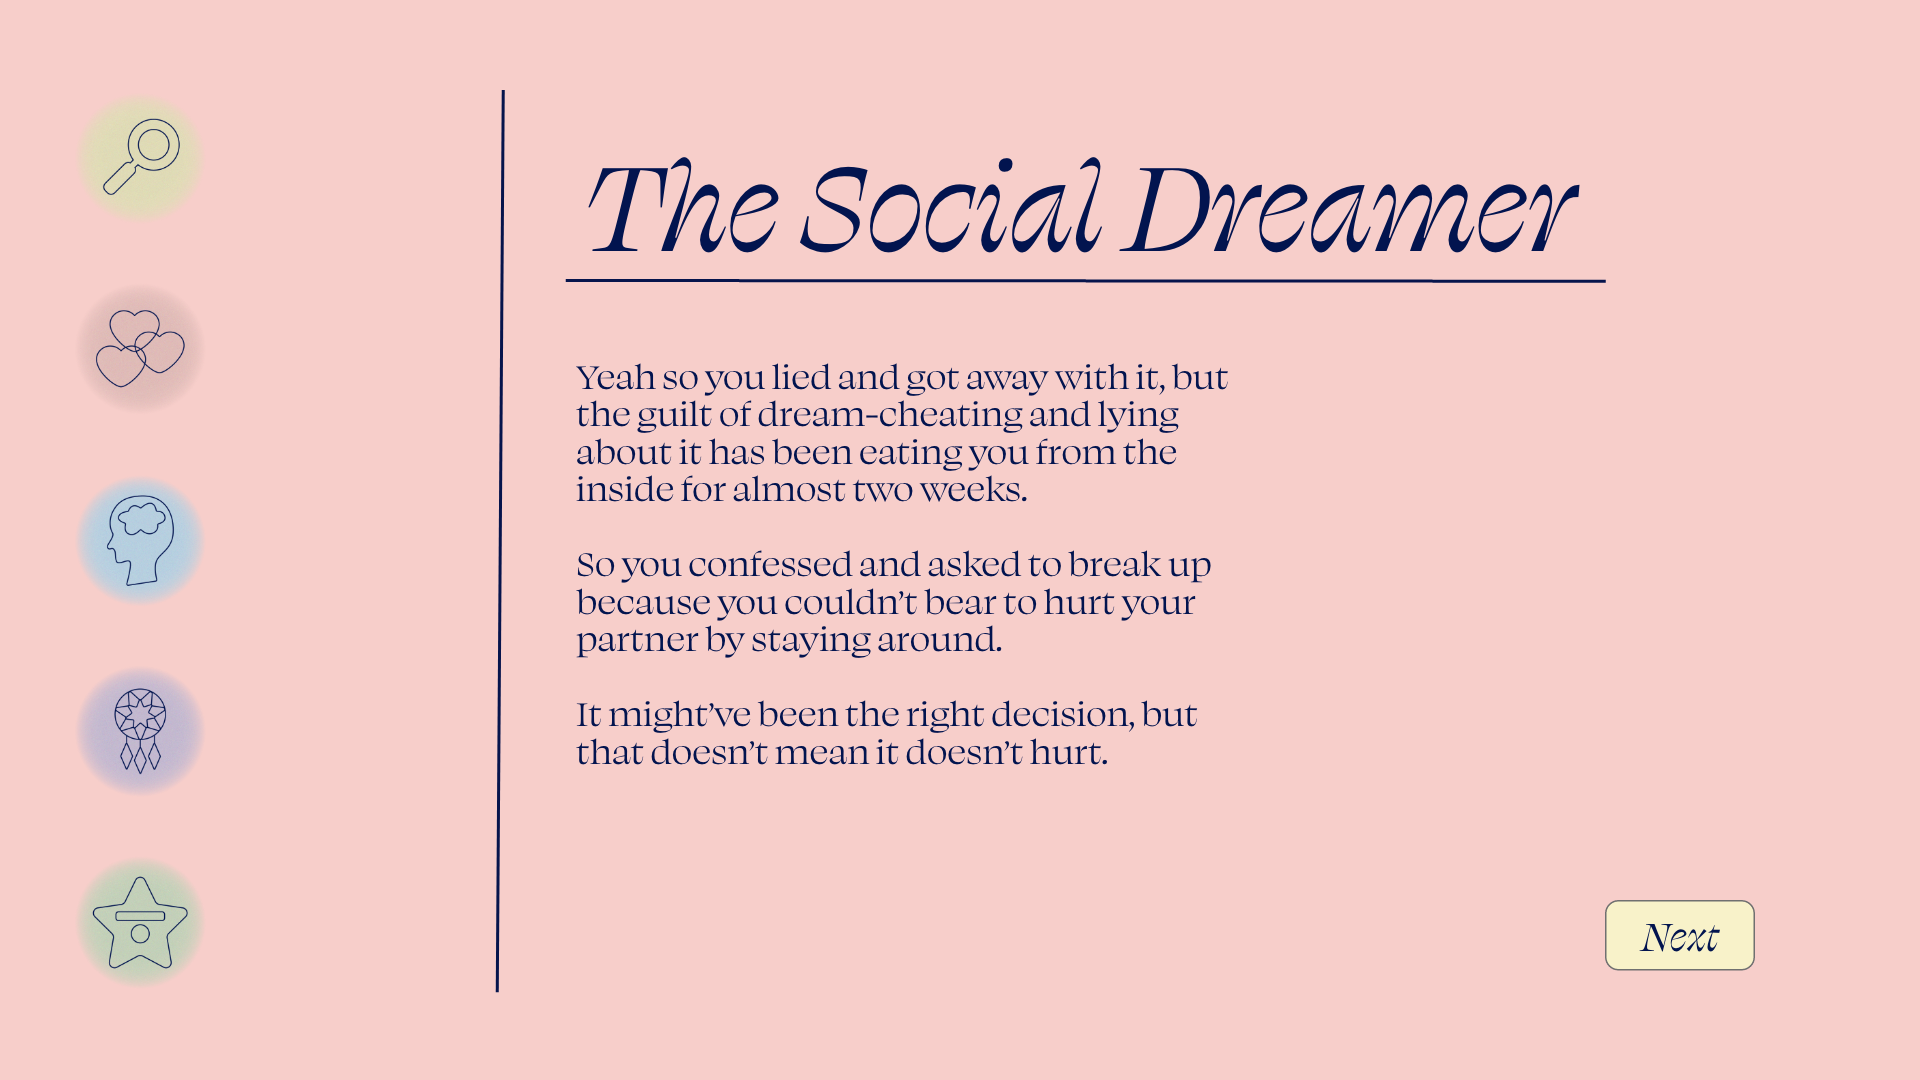 The Social Dreamer
Yeah so you lied and got away with it, but
the guilt of dream-cheating and lying
about it has been eating you from the
inside for almost two weeks.
So you confessed and asked to break up
because you couldn’t bear to hurt your
partner by staying around.
It might’ve been the right decision, but
that doesn’t mean it doesn’t hurt.
Next